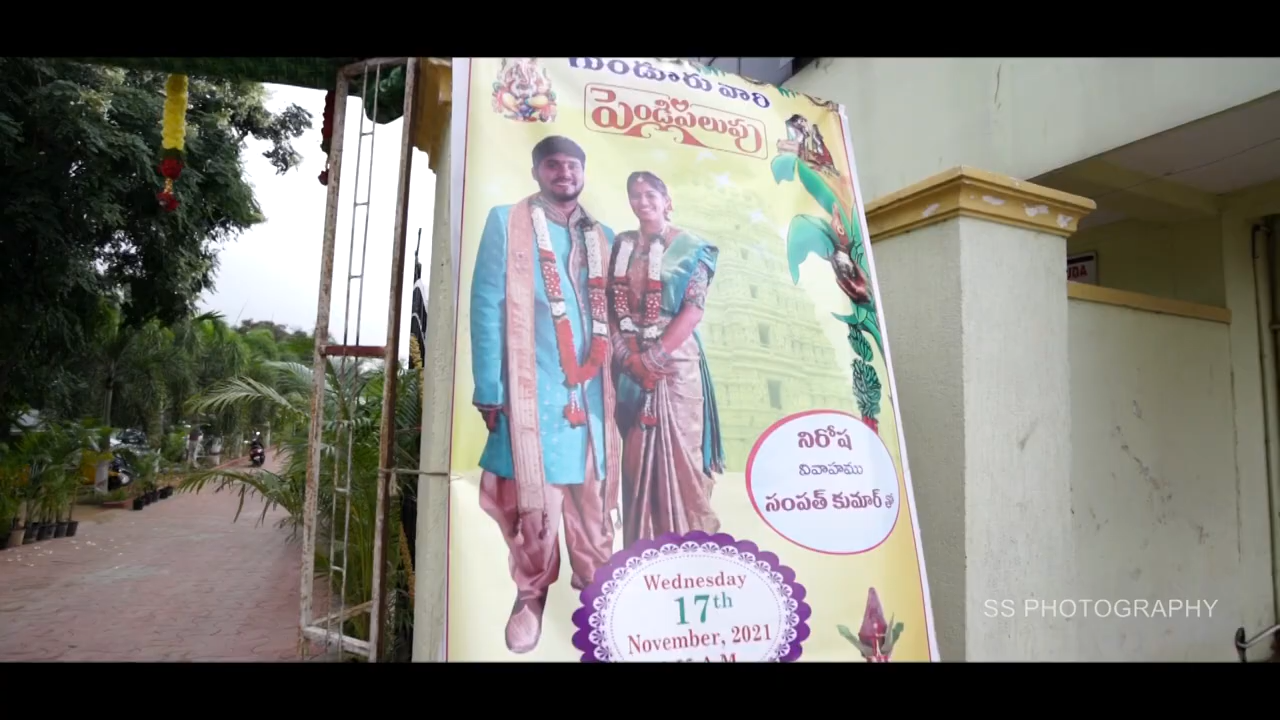 గుండూరు వారి
పెండ్లిపిలుపు
నిరోష
వివాహము
సంపత్ కుమార్ తో
Wednesday
17th
November, 2021
SS PHOTOGRAPHY